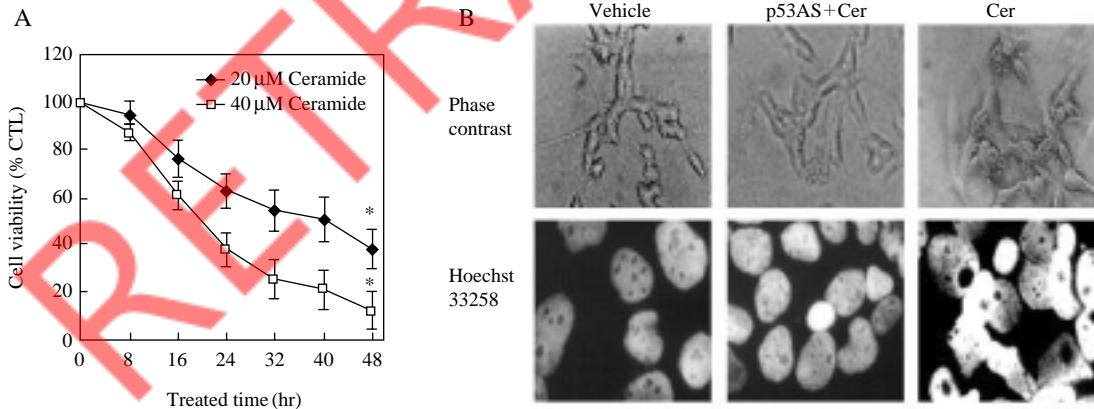 A
120
100
80
60
40
20
0
0 8 16 24 32 40 48
Cell viability (% CTL)
Treated time (hr)
20 μM Ceramide
40 μM Ceramide
*
*
B
Vehicle
p53AS+Cer
Cer
Phase
contrast
Hoechst
33258
RETRA